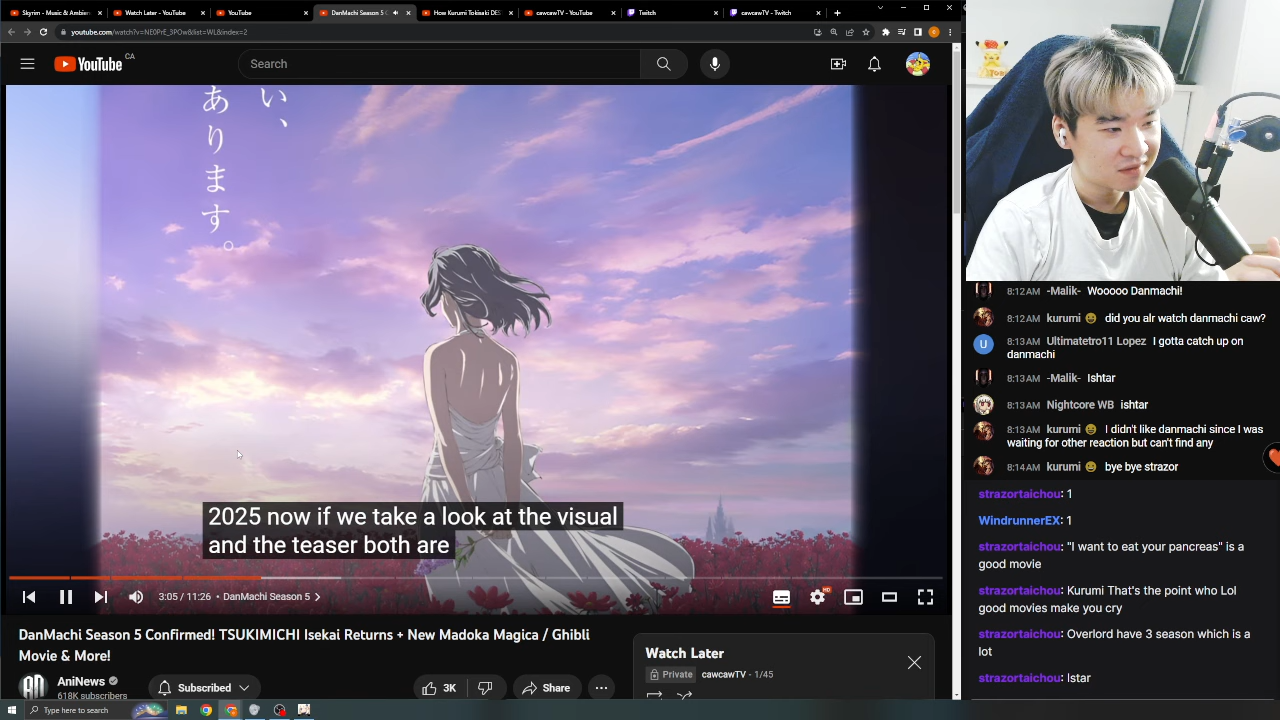 Skyrim - Music & Ambien
Watch Later - YouTube
YouTube
DanMachi Season 5 C
How Kurumi Tokisaki DES
cawcawTV - YouTube
Twitch
cawcawTV - Twitch
youtube.com/watch?v=NE0PrE_3POw&list=WL&index=2
YouTube CA
Search
い、
あります。
2025 now if we take a look at the visual
and the teaser both are
3:05 / 11:26 • DanMachi Season 5
HD
DanMachi Season 5 Confirmed! TSUKIMICHI Isekai Returns + New Madoka Magica / Ghibli
Movie & More!
AniNews
618K subscribers
Subscribed
3K
Share
Watch Later
Private
cawcawTV - 1/45
Type here to search
8:12AM -Malik- Wooooo Danmachi!
8:12AM kurumi did you alr watch danmachi caw?
U
8:13AM Ultimatetro11 Lopez I gotta catch up on
danmachi
8:13AM -Malik- Ishtar
8:13AM Nightcore WB ishtar
8:13AM kurumi I didn't like danmachi since I was
waiting for other reaction but can't find any
8:14AM kurumi bye bye strazor
strazortaichou: 1
WindrunnerEX: 1
strazortaichou: "I want to eat your pancreas" is a
good movie
strazortaichou: Kurumi That's the point who Lol
good movies make you cry
strazortaichou: Overlord have 3 season which is a
lot
strazortaichou: Istar